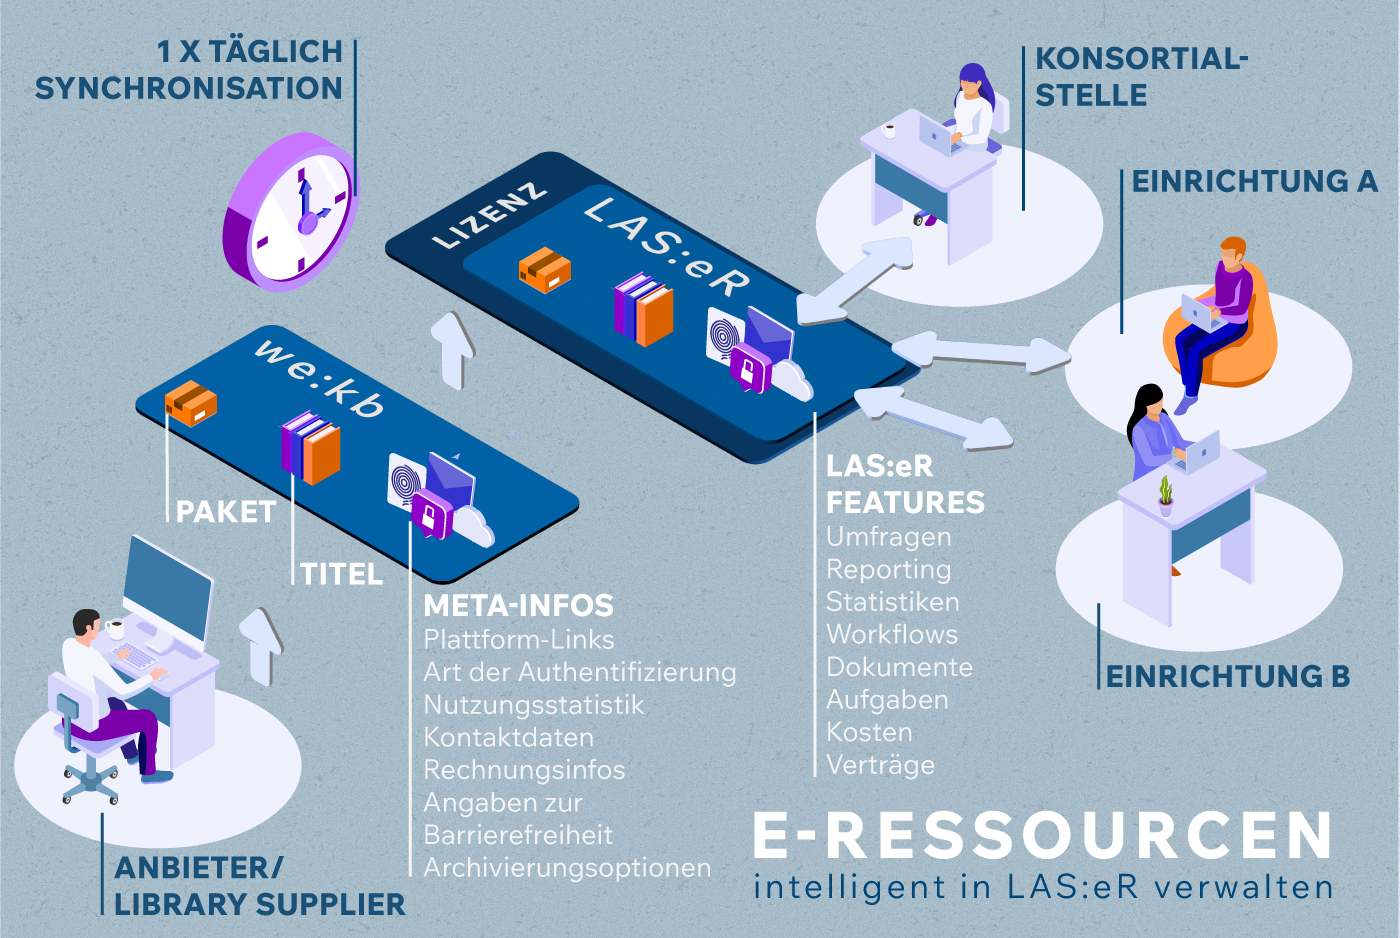 1 X TÄGLICH
SYNCHRONISATION
KONSORTIAL-
STELLE
EINRICHTUNG A
LIZENZ
LAS:eR
we:kb
PAKET
TITEL
META-INFOS
Plattform-Links
Art der Authentifizierung
Nutzungsstatistik
Kontaktdaten
Rechnungsinfos
Angaben zur
Barrierefreiheit
Archivierungsoptionen
LAS:eR
FEATURES
Umfragen
Reporting
Statistiken
Workflows
Dokumente
Aufgaben
Kosten
Verträge
EINRICHTUNG B
ANBIETER/
LIBRARY SUPPLIER
E-RESSOURCEN
intelligent in LAS:eR verwalten